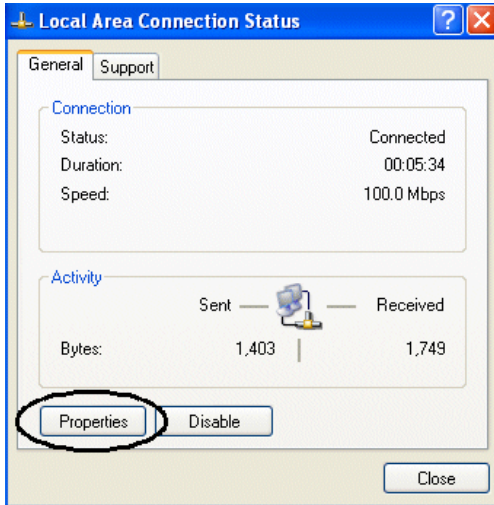 Local Area Connection Status
General Support
Connection
Status: Connected
Duration: 00:05:34
Speed: 100.0 Mbps
Activity
Sent Received
Bytes: 1,403 1,749
Properties Disable
Close